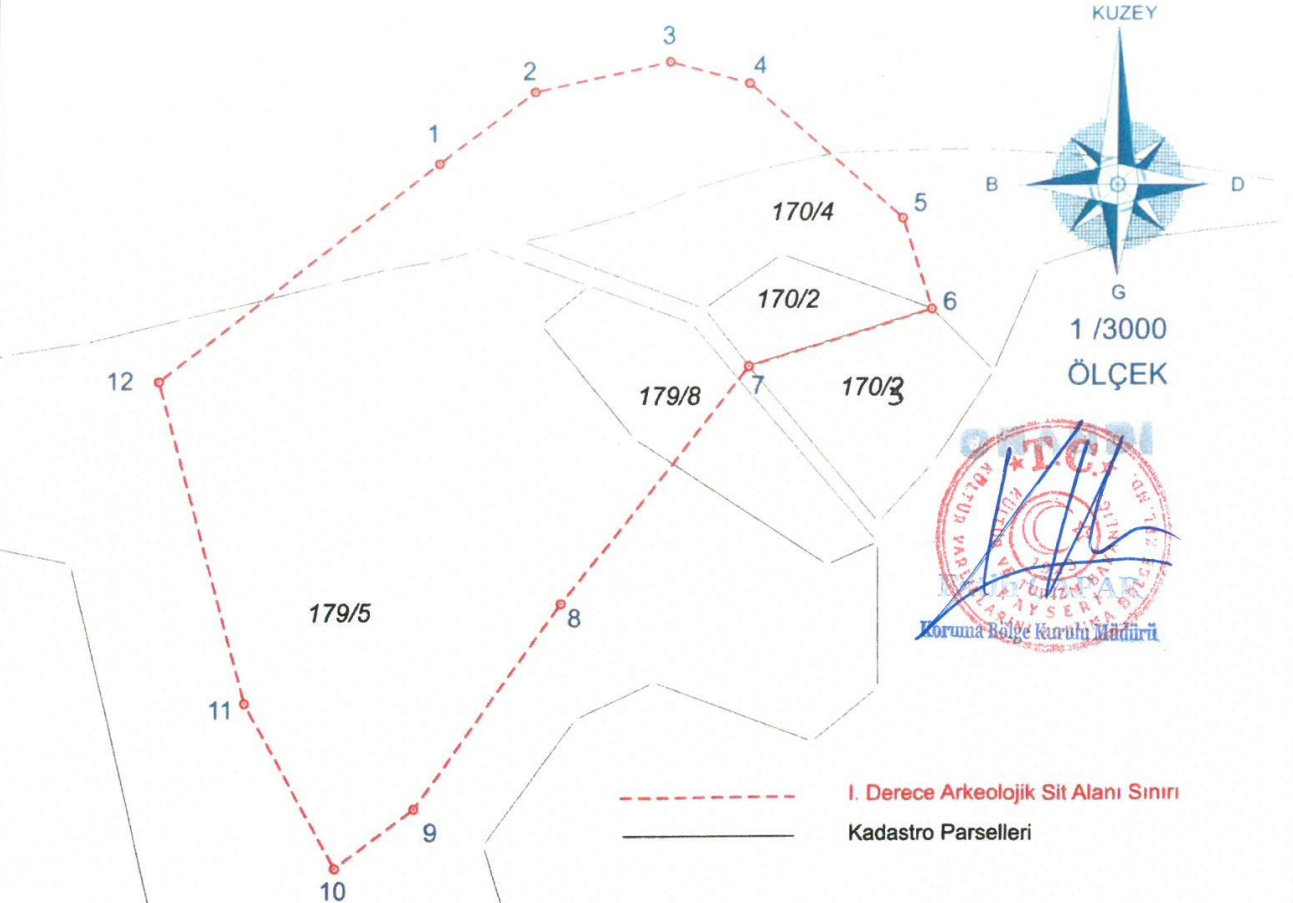 KUZEY
B
D
G
1 /3000
ÖLÇEK
3
2
4
1
5
170/4
170/2
6
12
7
179/8
170/3
8
179/5
11
9
10
T.C.
KAYSERİ
Koruma Bölge Kurulu Müdürü
I. Derece Arkeolojik Sit Alanı Sınırı
Kadastro Parselleri